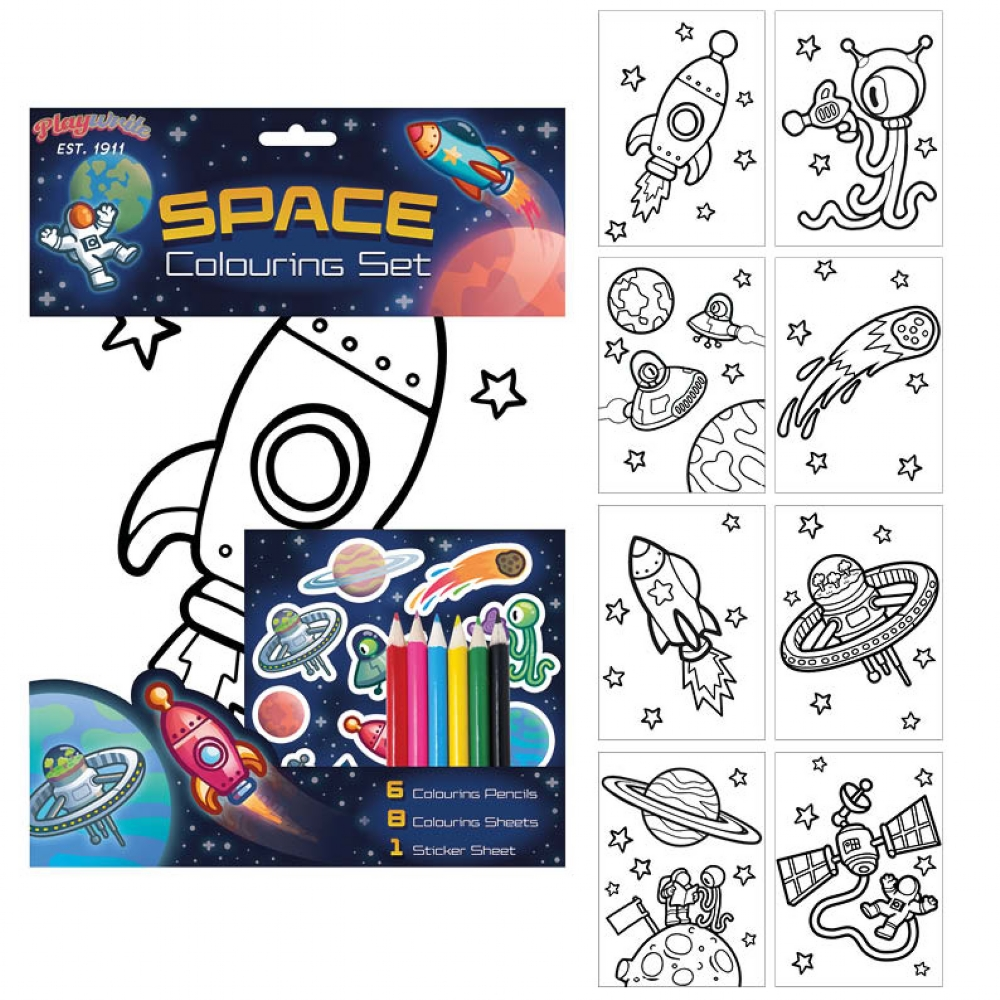 Playwrite
EST. 1911
SPACE
Colouring Set
6 Colouring Pencils
8 Colouring Sheets
1 Sticker Sheet